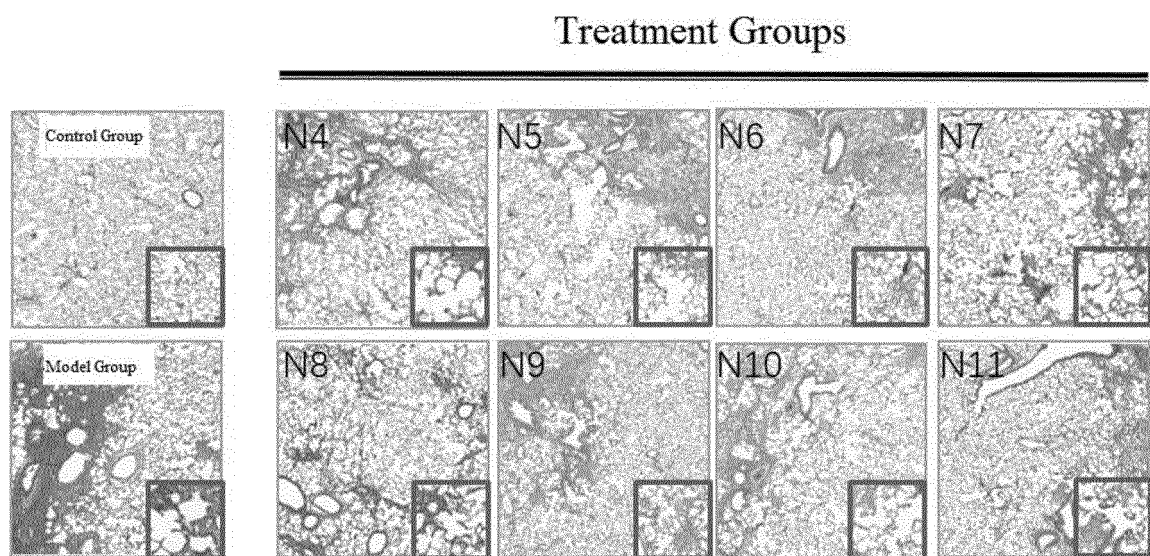 Treatment Groups
Control Group
N4
N5
N6
N7
Model Group
N8
N9
N10
N11